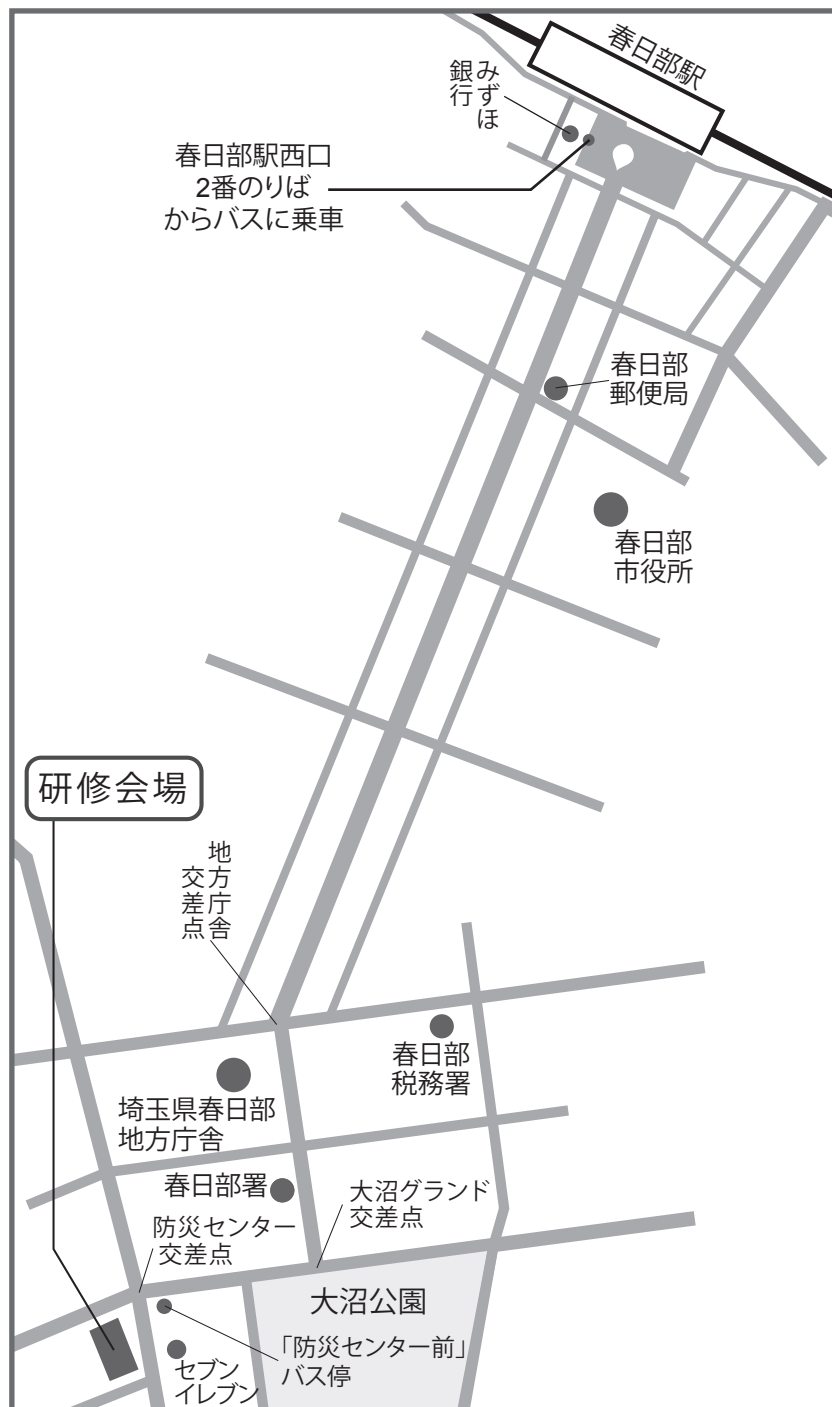 春日部駅
みずほ
銀行
春日部駅西口
2番のりば
からバスに乗車
春日部
郵便局
春日部
市役所
研修会場
地方庁舎
交差点
春日部
税務署
埼玉県春日部
地方庁舎
春日部署
大沼グランド
交差点
防災センター
交差点
大沼公園
「防災センター前」
バス停
セブン
イレブン